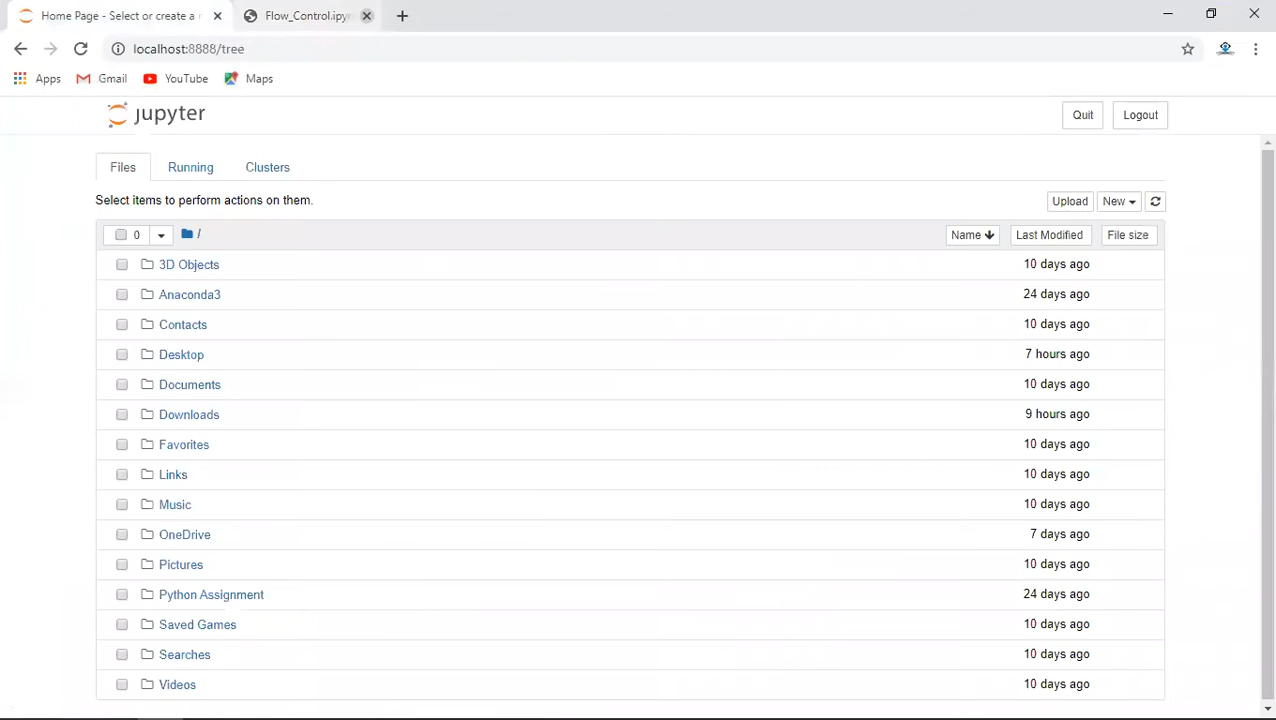 Home Page - Select or create a n
Flow_Control.ipyn
localhost:8888/tree
Apps Gmail YouTube Maps
jupyter
Quit Logout
Files Running Clusters
Select items to perform actions on them.
Upload New
0 / Name Last Modified File size
3D Objects 10 days ago
Anaconda3 24 days ago
Contacts 10 days ago
Desktop 7 hours ago
Documents 10 days ago
Downloads 9 hours ago
Favorites 10 days ago
Links 10 days ago
Music 10 days ago
OneDrive 7 days ago
Pictures 10 days ago
Python Assignment 24 days ago
Saved Games 10 days ago
Searches 10 days ago
Videos 10 days ago